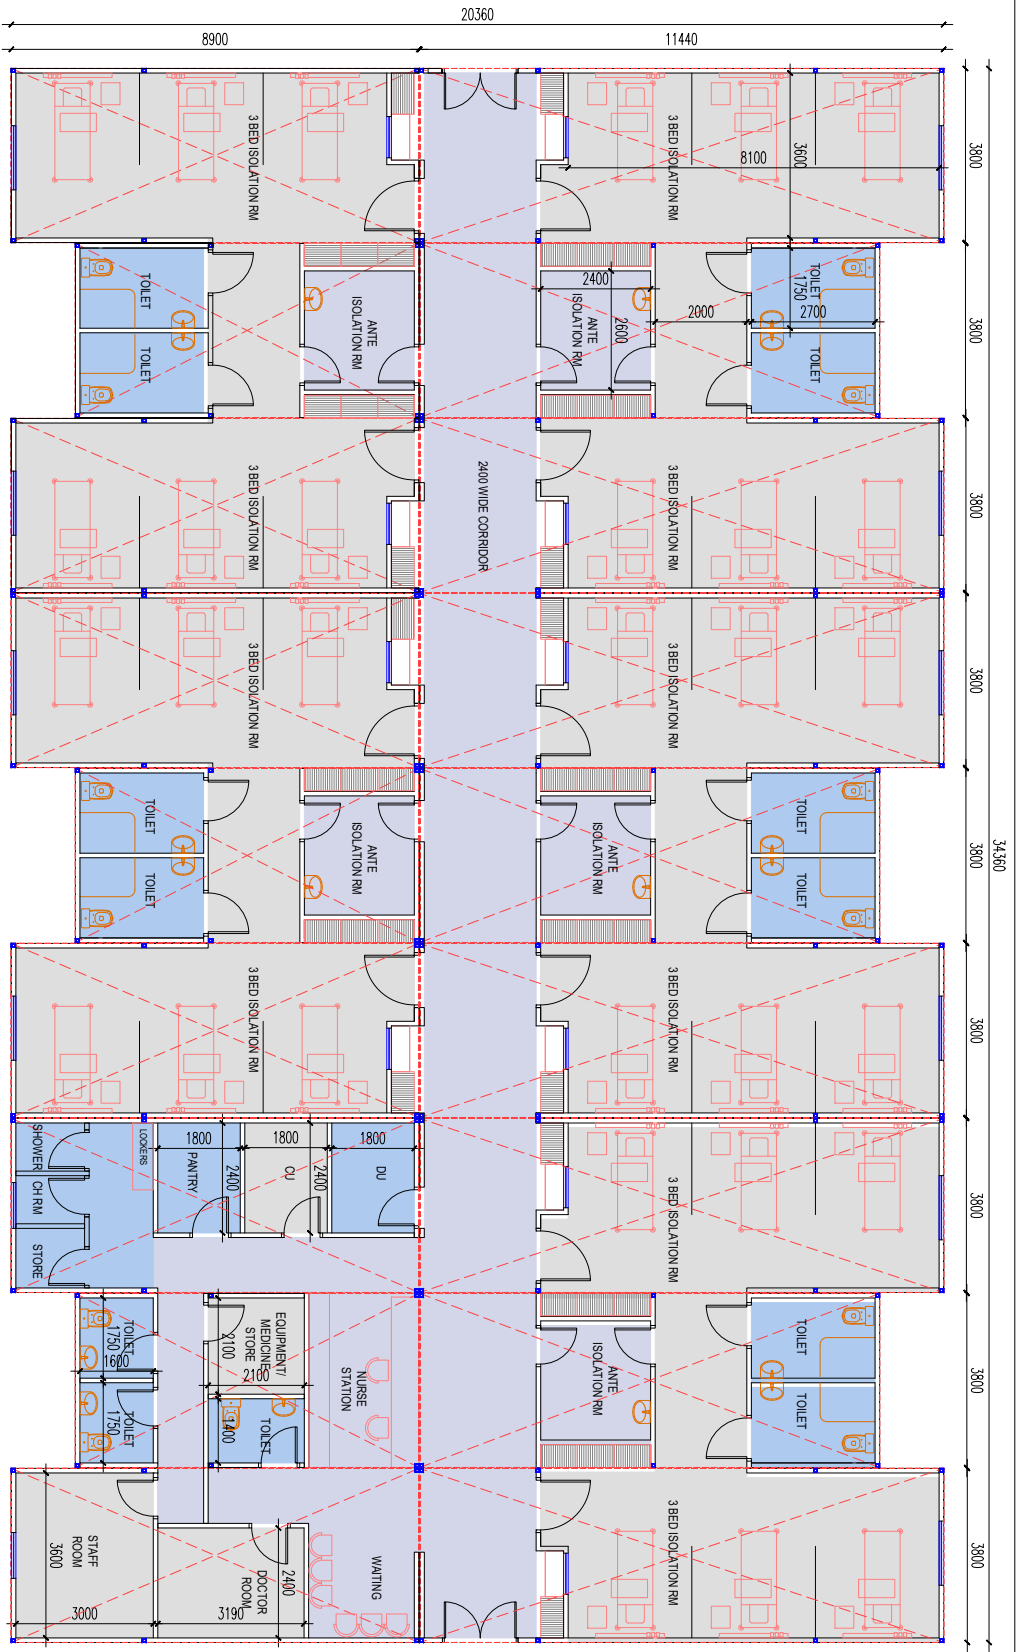 20360
8900
11440
3800
3 BED ISOLATION RM
3 BED ISOLATION RM
3600
8100
3800
TOILET
TOILET
ANTE
ISOLATION RM
2400
ANTE
ISOLATION RM
2600
2000
TOILET
1750
2700
TOILET
3800
3 BED ISOLATION RM
2400 WIDE CORRIDOR
3 BED ISOLATION RM
3800
3 BED ISOLATION RM
3 BED ISOLATION RM
34360
3800
TOILET
TOILET
ANTE
ISOLATION RM
ANTE
ISOLATION RM
TOILET
TOILET
3800
3 BED ISOLATION RM
3 BED ISOLATION RM
3800
SHOWER
CH RM
STORE
LOCKERS
1800
PANTRY
2400
1800
CU
2400
1800
DU
3 BED ISOLATION RM
3800
TOILET
1750
1600
TOILET
1750
EQUIPMENT/
MEDICINE
STORE
2100
2100
TOILET
1400
NURSE
STATION
ANTE
ISOLATION RM
TOILET
TOILET
3800
STAFF
ROOM
3600
3000
DOCTOR
ROOM
2400
3190
WAITING
3 BED ISOLATION RM